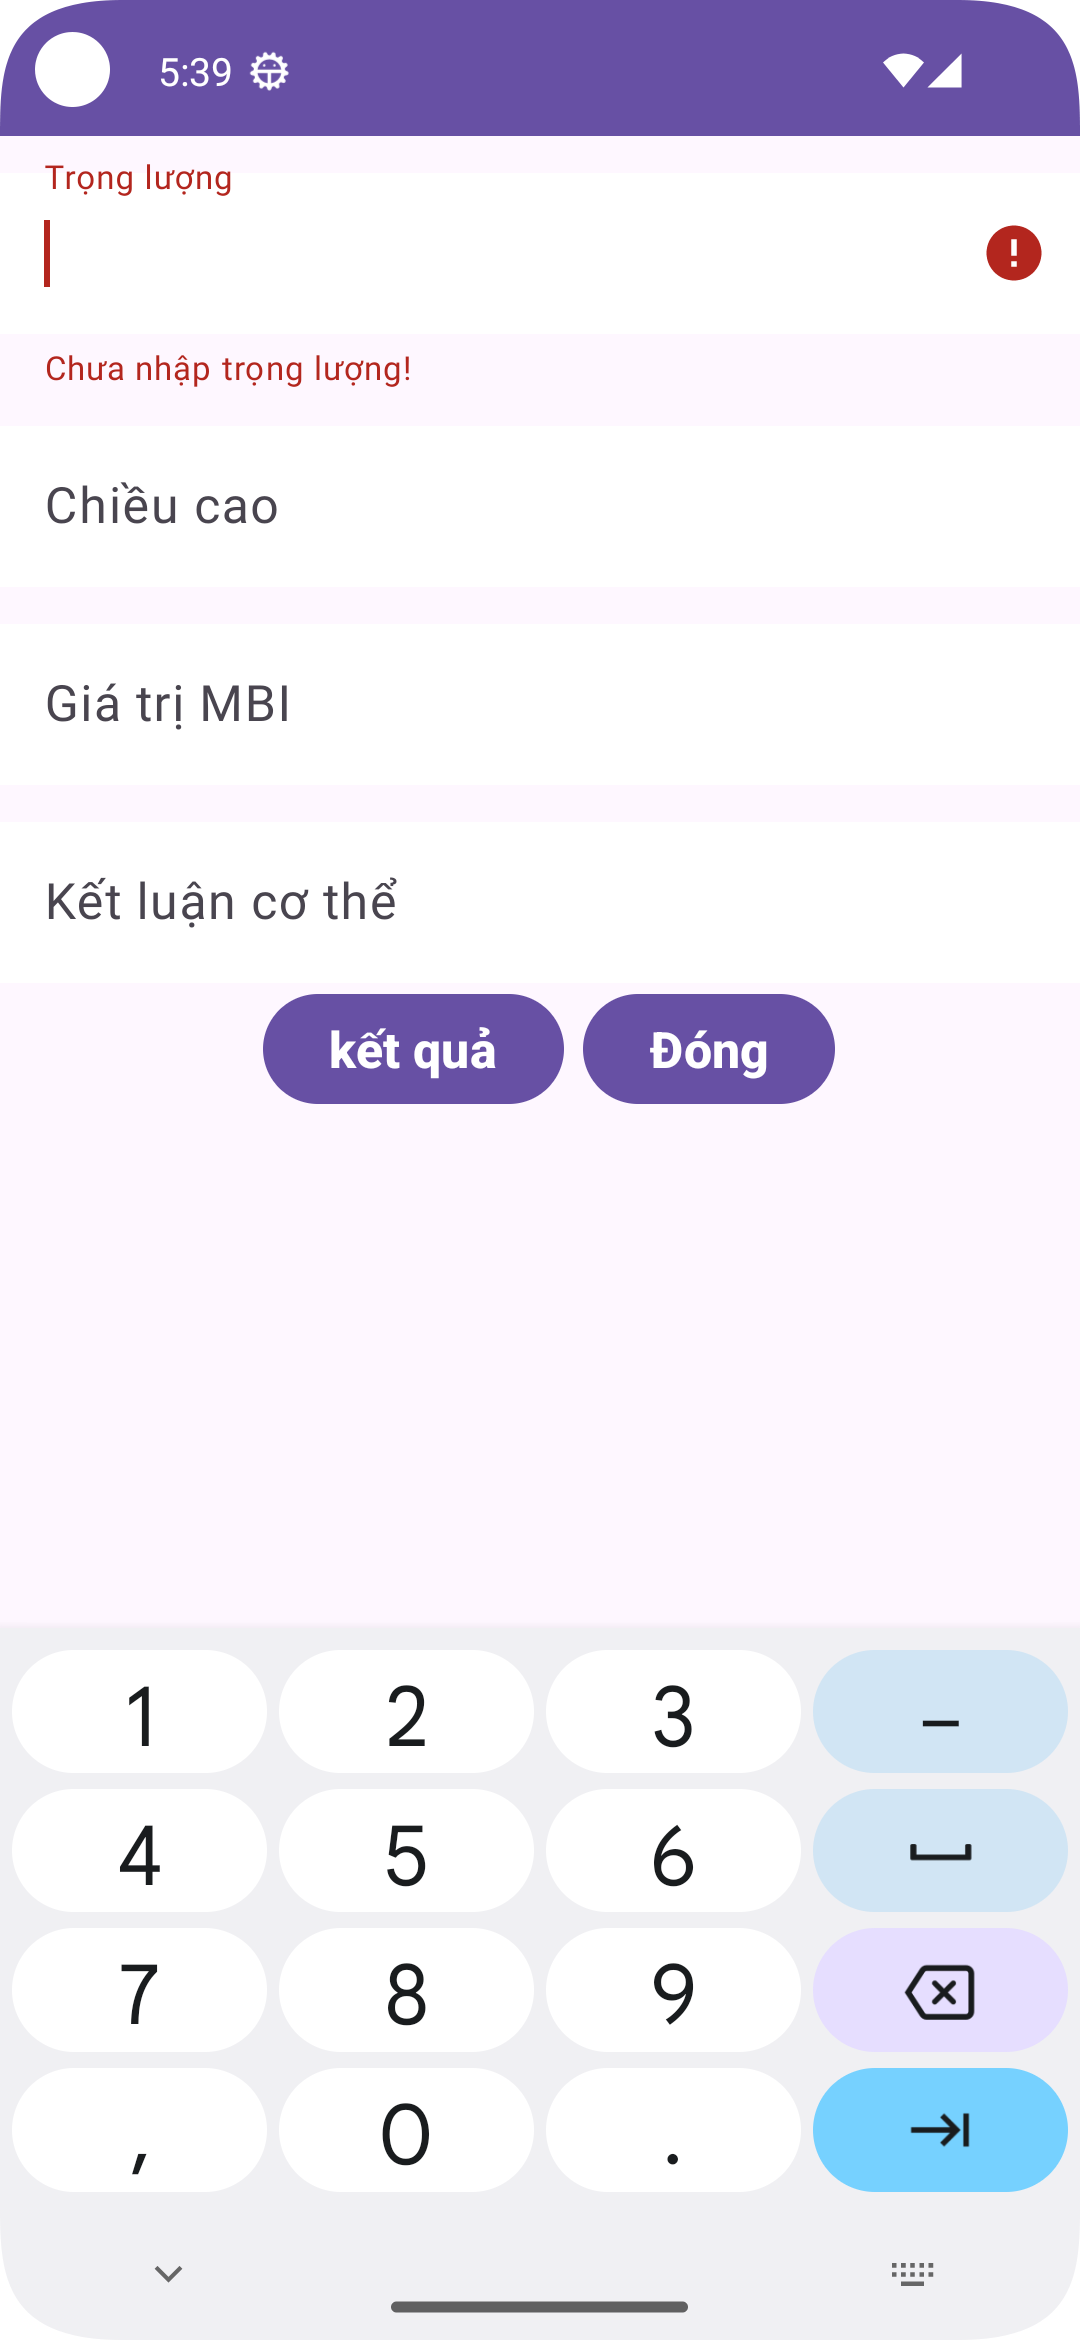 5:39
Trọng lượng
Chưa nhập trọng lượng!
Chiều cao
Giá trị MBI
Kết luận cơ thể
kết quả Đóng
1 2 3 –
4 5 6
7 8 9
, 0 .